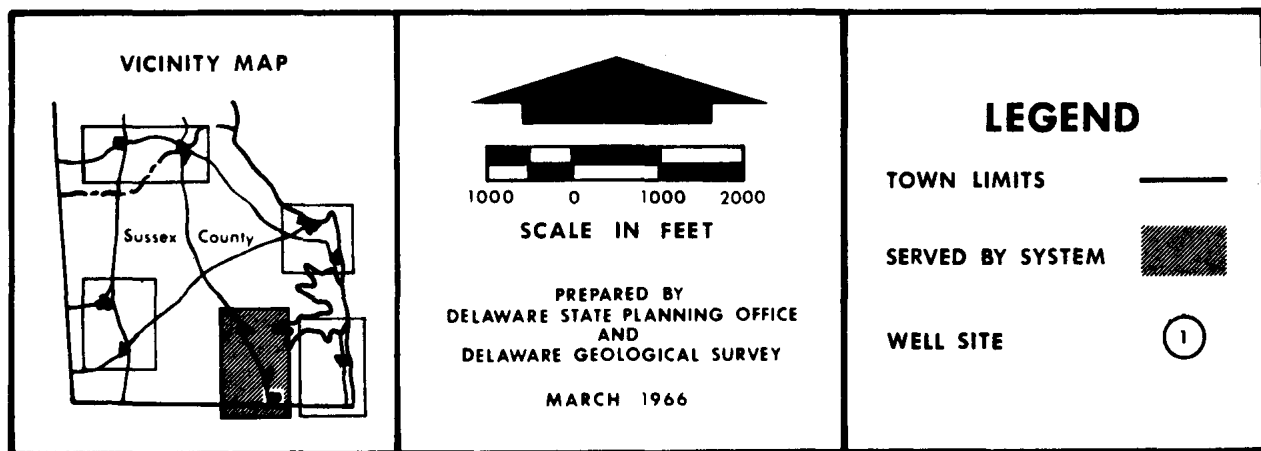 VICINITY MAP
Sussex County
1000 0 1000 2000
SCALE IN FEET
PREPARED BY
DELAWARE STATE PLANNING OFFICE
AND
DELAWARE GEOLOGICAL SURVEY
MARCH 1966
LEGEND
TOWN LIMITS
SERVED BY SYSTEM
WELL SITE 1